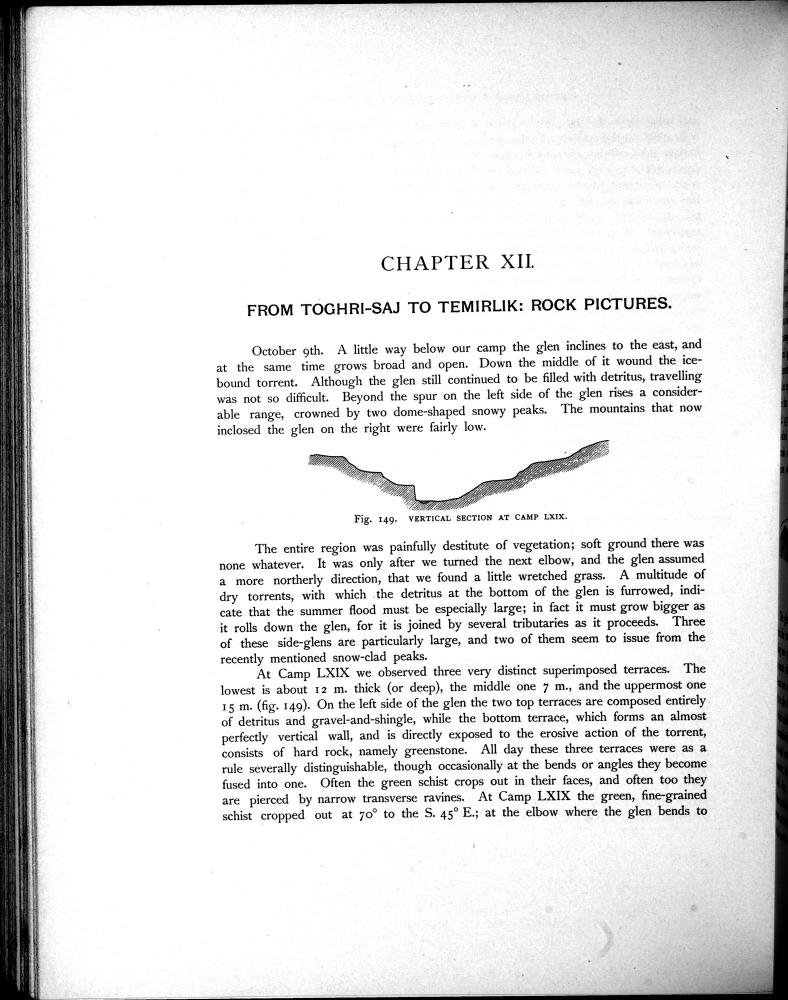 CHAPTER XII.
FROM TOGHRI-SAJ TO TEMIRLIK: ROCK PICTURES.
October 9th. A little way below our camp the glen inclines to the east, and
at the same time grows broad and open. Down the middle of it wound the ice-
bound torrent. Although the glen still continued to be filled with detritus, travelling
was not so difficult. Beyond the spur on the left side of the glen rises a consider-
able range, crowned by two dome-shaped snowy peaks. The mountains that now
inclosed the glen on the right were fairly low.
Fig. 149. VERTICAL SECTION AT CAMP LXIX.
The entire region was painfully destitute of vegetation; soft ground there was
none whatever. It was only after we turned the next elbow, and the glen assumed
a more northerly direction, that we found a little wretched grass. A multitude of
dry torrents, with which the detritus at the bottom of the glen is furrowed, indi-
cate that the summer flood must be especially large; in fact it must grow bigger as
it rolls down the glen, for it is joined by several tributaries as it proceeds. Three
of these side-glens are particularly large, and two of them seem to issue from the
recently mentioned snow-clad peaks.
At Camp LXIX we observed three very distinct superimposed terraces. The
lowest is about 12 m. thick (or deep), the middle one 7 m., and the uppermost one
15 m. (fig. 149). On the left side of the glen the two top terraces are composed entirely
of detritus and gravel-and-shingle, while the bottom terrace, which forms an almost
perfectly vertical wall, and is directly exposed to the erosive action of the torrent,
consists of hard rock, namely greenstone. All day these three terraces were as a
rule severally distinguishable, though occasionally at the bends or angles they become
fused into one. Often the green schist crops out in their faces, and often too they
are pierced by narrow transverse ravines. At Camp LXIX the green, fine-grained
schist cropped out at 70° to the S. 45° E.; at the elbow where the glen bends to